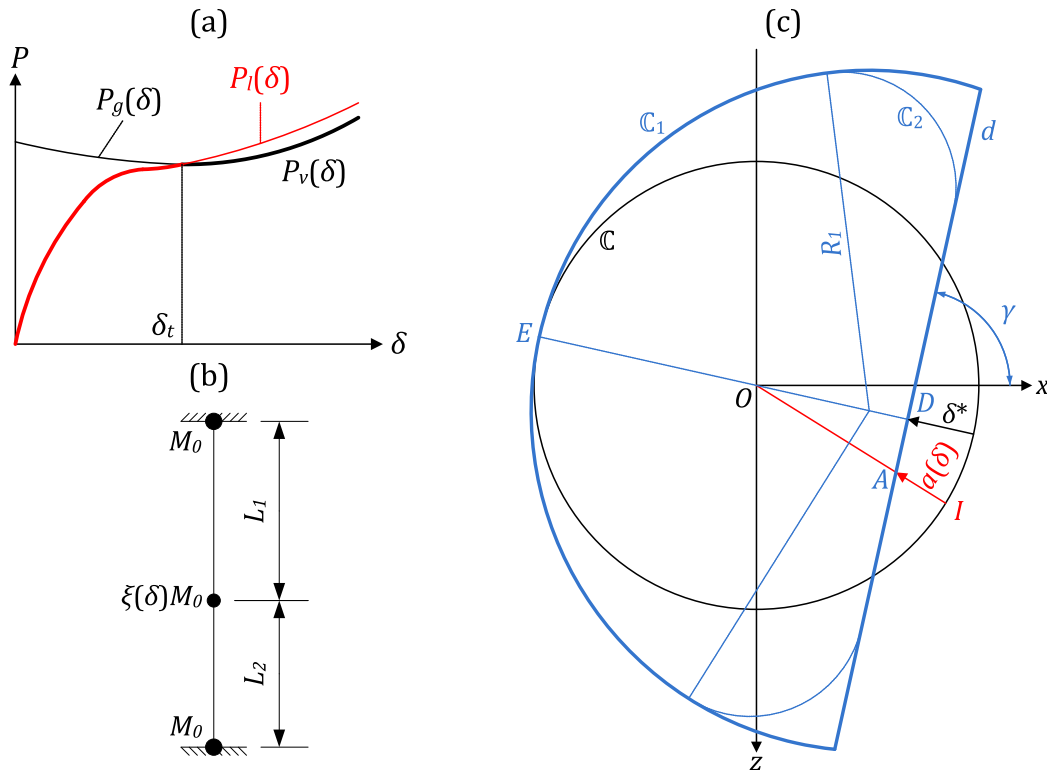 (a)
P
P_g(δ)
P_l(δ)
P_v(δ)
δ_t
δ
(b)
M_0
L_1
ξ(δ)M_0
L_2
M_0
(c)
ℂ_1
ℂ_2
d
ℂ
R_1
γ
E
O
x
D
δ*
A
a(δ)
I
z